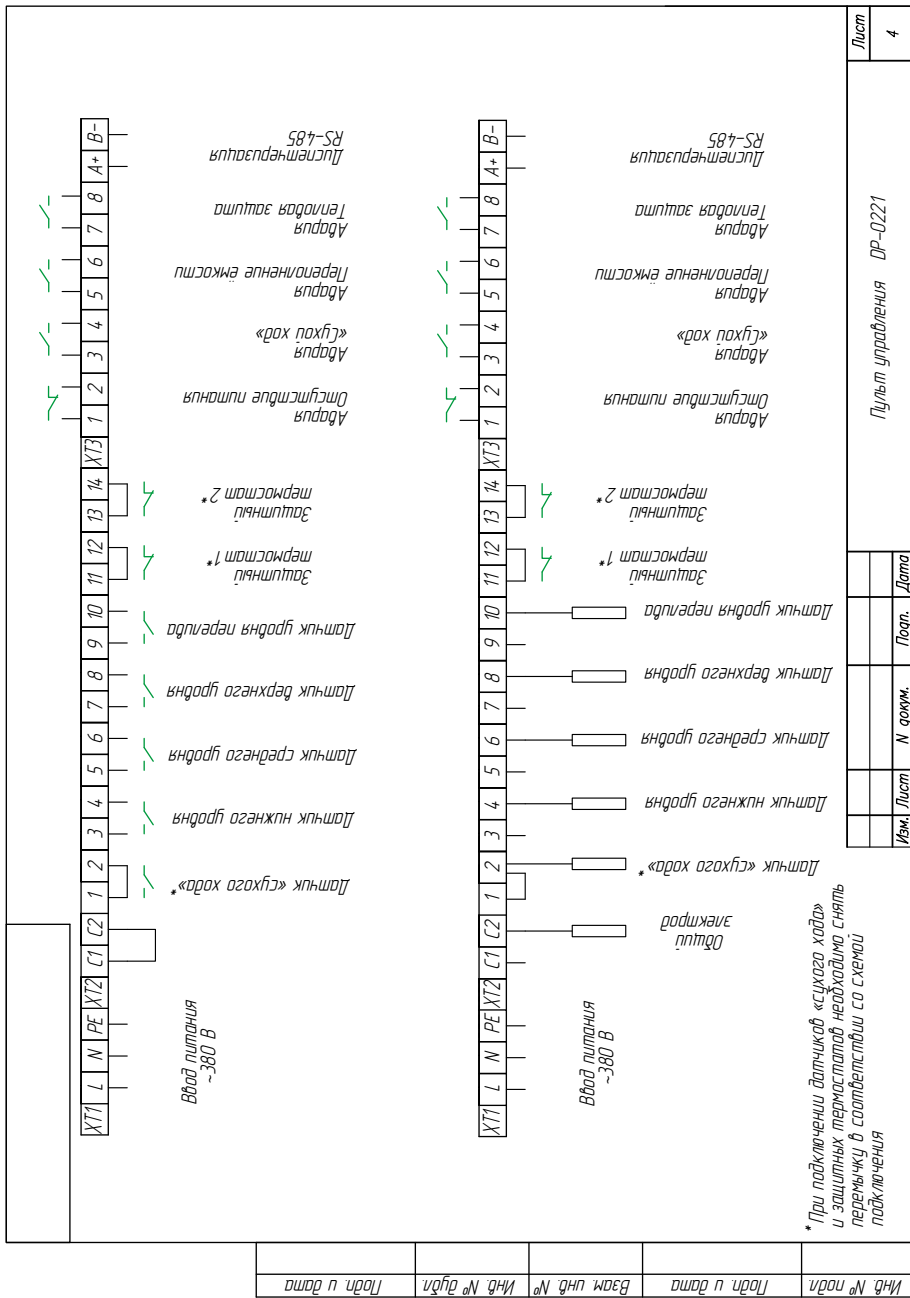 XT1 L N PE XT2 C1 C2 1 2 3 4 5 6 7 8 9 10 11 12 13 14 XT3 1 2 3 4 5 6 7 8 A+ B-
Ввод питания
~380 В
Датчик «сухого хода»*
Датчик нижнего уровня
Датчик среднего уровня
Датчик верхнего уровня
Датчик уровня перелива
Защитный
термостат 1*
Защитный
термостат 2*
Авария
Отсутствие питания
Авария
«Сухой ход»
Авария
Переполнение ёмкости
Авария
Тепловая защита
Диспетчеризация
RS-485
XT1 L N PE XT2 C1 C2 1 2 3 4 5 6 7 8 9 10 11 12 13 14 XT3 1 2 3 4 5 6 7 8 A+ B-
Ввод питания
~380 В
Общий
электрод
Датчик «сухого хода»*
Датчик нижнего уровня
Датчик среднего уровня
Датчик верхнего уровня
Датчик уровня перелива
Защитный
термостат 1*
Защитный
термостат 2*
Авария
Отсутствие питания
Авария
«Сухой ход»
Авария
Переполнение ёмкости
Авария
Тепловая защита
Диспетчеризация
RS-485
* При подключении датчиков «сухого хода»
и защитных термостатов необходимо снять
перемычку в соответствии со схемой
подключения
Изм. Лист N докум. Подп. Дата
Пульт управления DP-0221
Лист
4
Инв. № подл.
Подп. и дата
Взам. инв. №
Инв. № дубл.
Подп. и дата